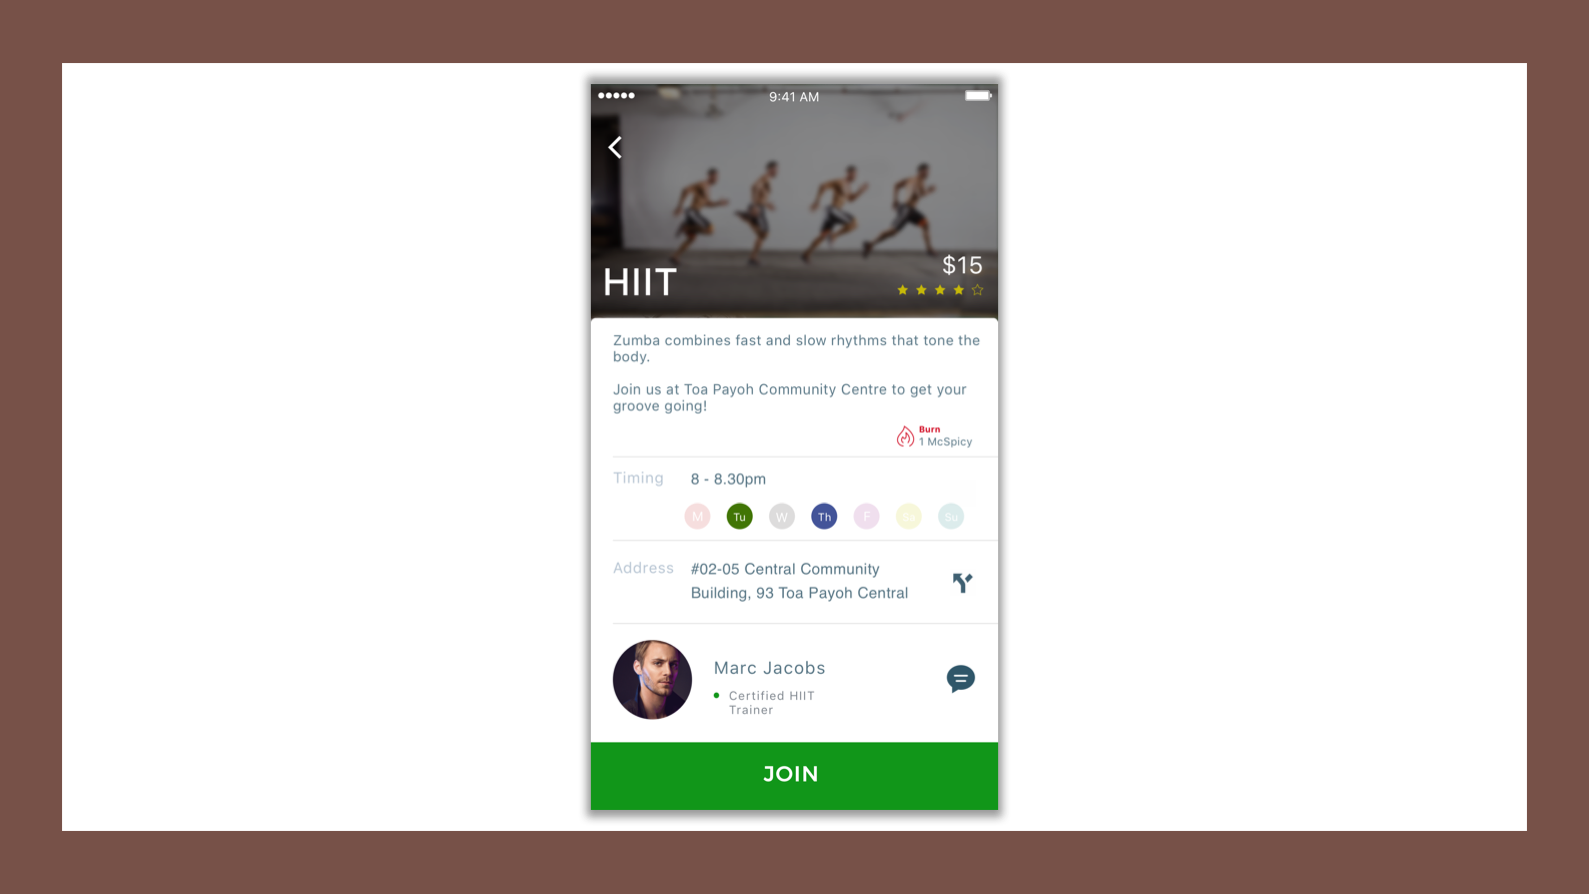 9:41 AM
$15
HIIT
Zumba combines fast and slow rhythms that tone the
body.
Join us at Toa Payoh Community Centre to get your
groove going!
Burn
1 McSpicy
Timing
8 - 8.30pm
M Tu W Th F Sa Su
Address
#02-05 Central Community
Building, 93 Toa Payoh Central
Marc Jacobs
Certified HIIT
Trainer
JOIN